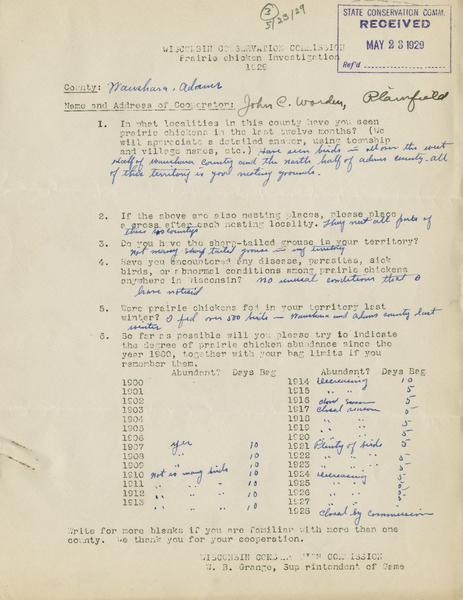 3
5/23/29
STATE CONSERVATION COMM.
RECEIVED
MAY 23 1929
Ref'd
WISCONSIN CONSERVATION COMMISSION
Prairie chicken Investigation
1929
County: Waushara - Adams
Name and Address of Cooperator: John C. Worden, Plainfield
1. In what localities in this county have you seen
prairie chickens in the last twelve months? (We
will appreciate a detailed answer, using township
and village names, etc.) Have seen birds in the west
half of Waushara county and the north half of adams county. all
of this territory is good nesting grounds.
2. If the above are also nesting places, please place
a cross after each nesting locality. They nest all parts of
these counties
3. Do you have the sharp-tailed grouse in your territory?
Not many sharp tailed grouse in my territory
4. Have you encountered any disease, parasites, sick
birds, or abnormal conditions among prairie chickens
anywhere in Wisconsin? No unusual conditions that I
have noticed
5. Were prairie chickens fed in your territory last
winter? I fed over 500 birds - Waushara and adams county last
winter
6. So far as possible will you please try to indicate
the degree of prairie chicken abundance since the
year 1900, together with your bag limits if you
remember them.
Abundant? Days Bag Abundant? Days Bag
1900 1914 Decreasing 10
1901 1915 " 5
1902 1916 closed season 5
1903 1917 closed season 5
1904 1918 " " 5
1905 1919 " " 5
1906 1920 " " 5
1907 yes 10 1921 Plenty of birds 5
1908 " 10 1922 " " 5
1909 " 10 1923 " " 5
1910 not so many birds 10 1924 decreasing 5
1911 " " 10 1925 " 5
1912 " " 10 1926 " 5
1913 " " 10 1927 " 5
1928 Closed by commission
Write for more blanks if you are familiar with more than one
county. We thank you for your cooperation.
WISCONSIN CONSERVATION COMMISSION
W. B. Grange, Superintendent of Game